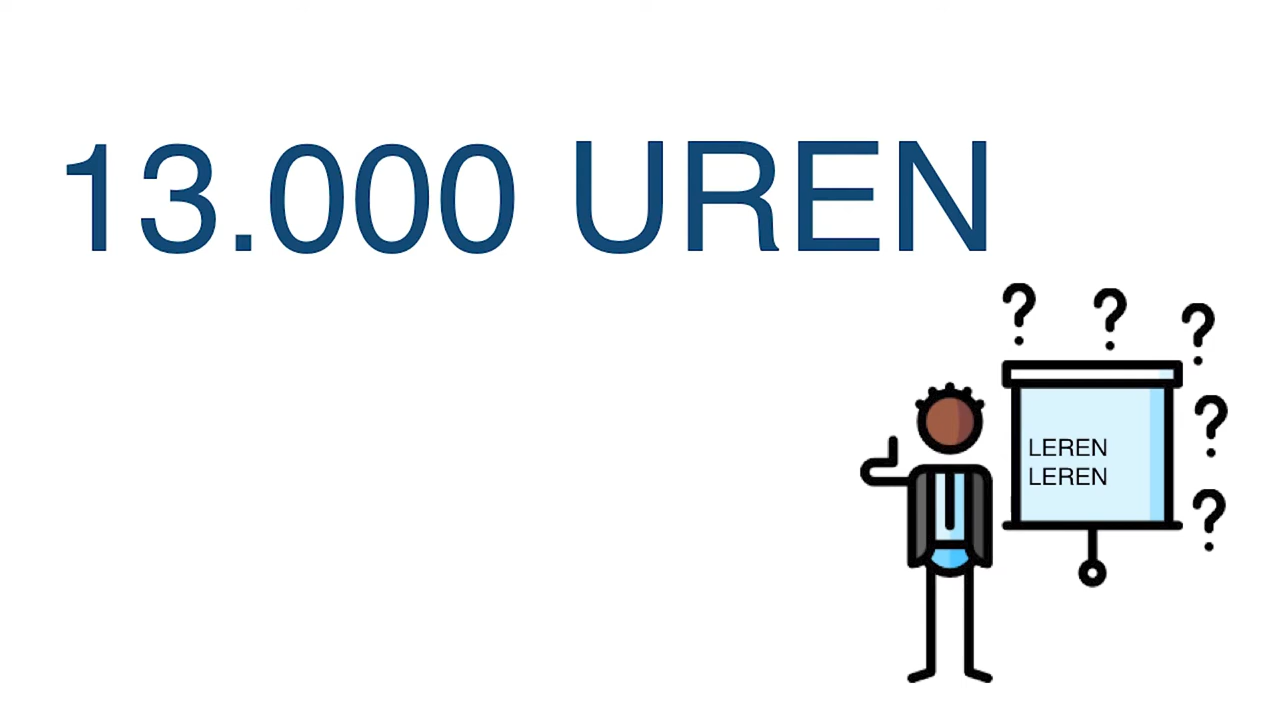 13.000 UREN
? ? ?
LEREN ?
LEREN
?